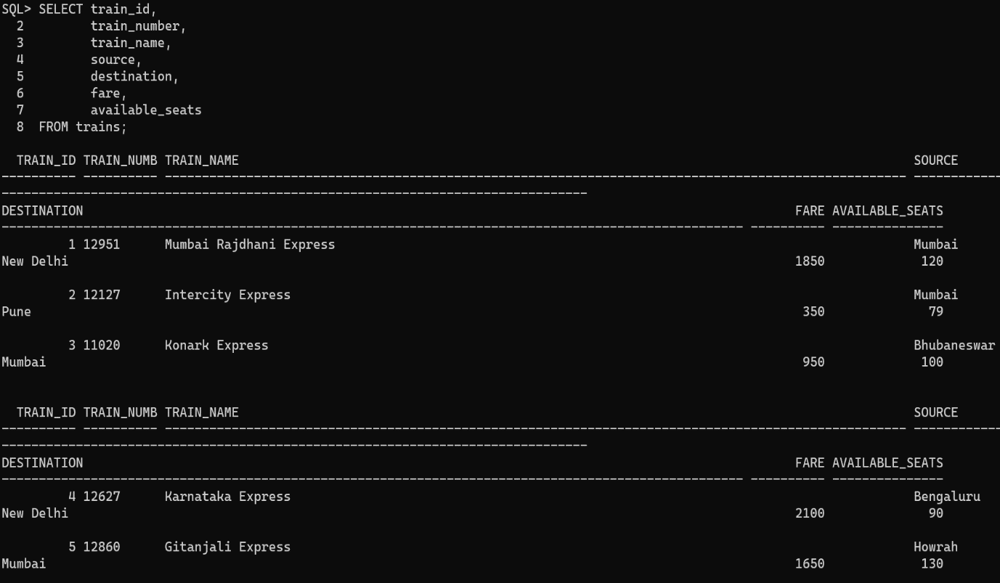 SQL> SELECT train_id,
  2         train_number,
  3         train_name,
  4         source,
  5         destination,
  6         fare,
  7         available_seats
  8  FROM trains;

  TRAIN_ID TRAIN_NUMB TRAIN_NAME                                                                                           SOURCE
---------- ---------- ---------------------------------------------------------------------------------------------------- ------------
-------------------------------------------------------------------------------
DESTINATION                                                                                                FARE AVAILABLE_SEATS
---------------------------------------------------------------------------------------------------- ---------- ---------------
         1 12951      Mumbai Rajdhani Express                                                                              Mumbai
New Delhi                                                                                                  1850             120

         2 12127      Intercity Express                                                                                    Mumbai
Pune                                                                                                        350              79

         3 11020      Konark Express                                                                                       Bhubaneswar
Mumbai                                                                                                      950             100


  TRAIN_ID TRAIN_NUMB TRAIN_NAME                                                                                           SOURCE
---------- ---------- ---------------------------------------------------------------------------------------------------- ------------
-------------------------------------------------------------------------------
DESTINATION                                                                                                FARE AVAILABLE_SEATS
---------------------------------------------------------------------------------------------------- ---------- ---------------
         4 12627      Karnataka Express                                                                                    Bengaluru
New Delhi                                                                                                  2100              90

         5 12860      Gitanjali Express                                                                                    Howrah
Mumbai                                                                                                     1650             130